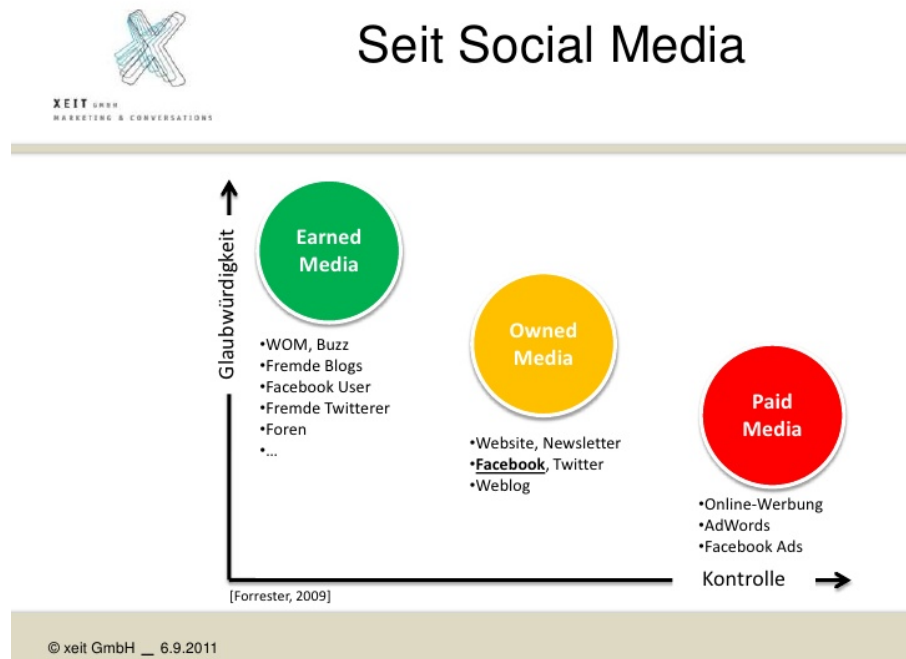 XEIT GMBH
MARKETING & CONVERSATIONS
Seit Social Media
Glaubwürdigkeit
Earned
Media
•WOM, Buzz
•Fremde Blogs
•Facebook User
•Fremde Twitterer
•Foren
•...
Owned
Media
•Website, Newsletter
•Facebook, Twitter
•Weblog
Paid
Media
•Online-Werbung
•AdWords
•Facebook Ads
Kontrolle
[Forrester, 2009]
© xeit GmbH _ 6.9.2011